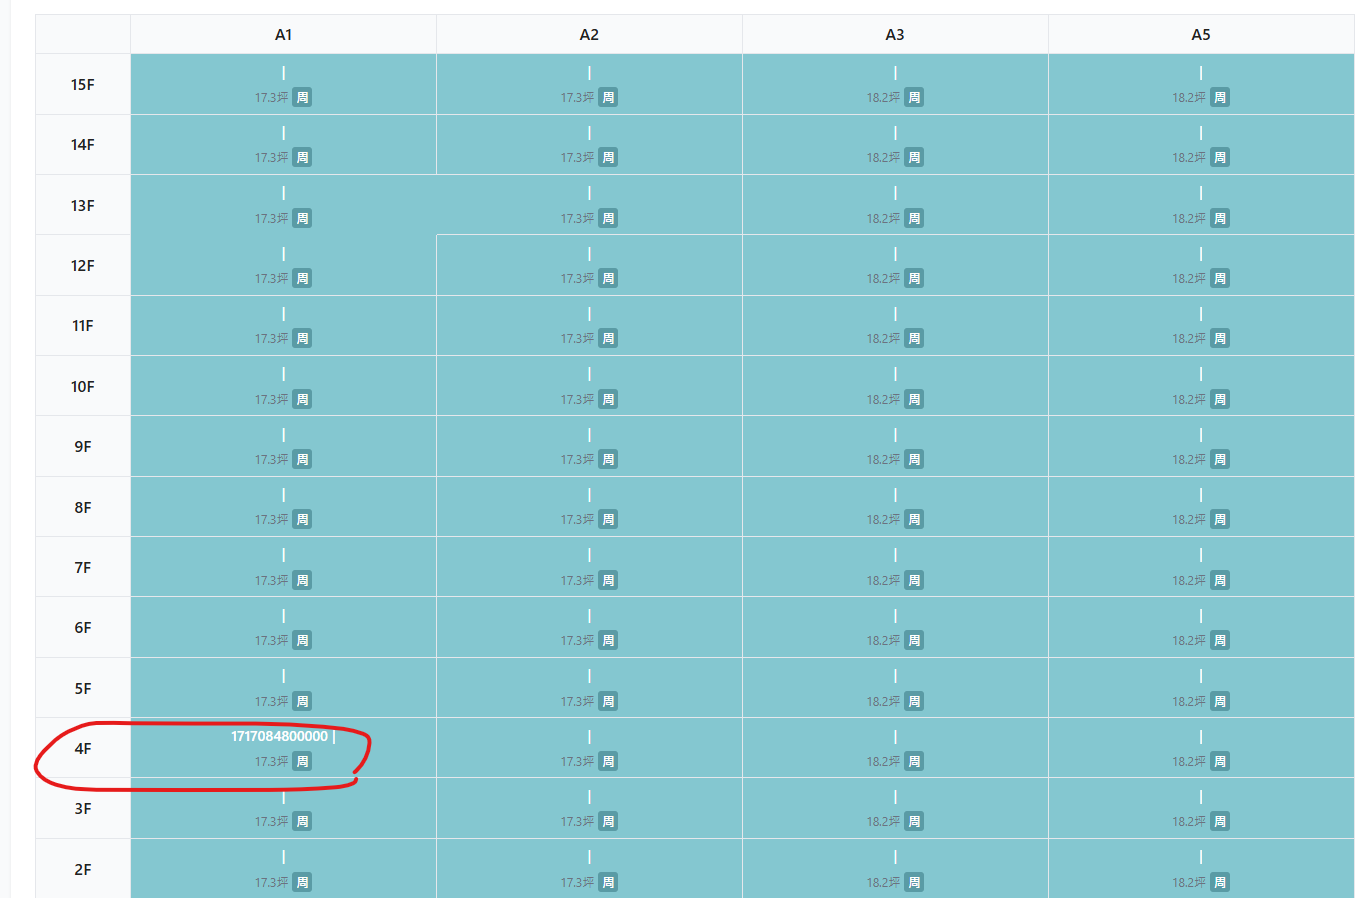 A1 A2 A3 A5
15F
| | | |
17.3坪 周 17.3坪 周 18.2坪 周 18.2坪 周
14F
| | | |
17.3坪 周 17.3坪 周 18.2坪 周 18.2坪 周
13F
| | | |
17.3坪 周 17.3坪 周 18.2坪 周 18.2坪 周
12F
| | | |
17.3坪 周 17.3坪 周 18.2坪 周 18.2坪 周
11F
| | | |
17.3坪 周 17.3坪 周 18.2坪 周 18.2坪 周
10F
| | | |
17.3坪 周 17.3坪 周 18.2坪 周 18.2坪 周
9F
| | | |
17.3坪 周 17.3坪 周 18.2坪 周 18.2坪 周
8F
| | | |
17.3坪 周 17.3坪 周 18.2坪 周 18.2坪 周
7F
| | | |
17.3坪 周 17.3坪 周 18.2坪 周 18.2坪 周
6F
| | | |
17.3坪 周 17.3坪 周 18.2坪 周 18.2坪 周
5F
| | | |
17.3坪 周 17.3坪 周 18.2坪 周 18.2坪 周
4F
1717084800000 | | | |
17.3坪 周 17.3坪 周 18.2坪 周 18.2坪 周
3F
| | | |
17.3坪 周 17.3坪 周 18.2坪 周 18.2坪 周
2F
| | | |
17.3坪 周 17.3坪 周 18.2坪 周 18.2坪 周